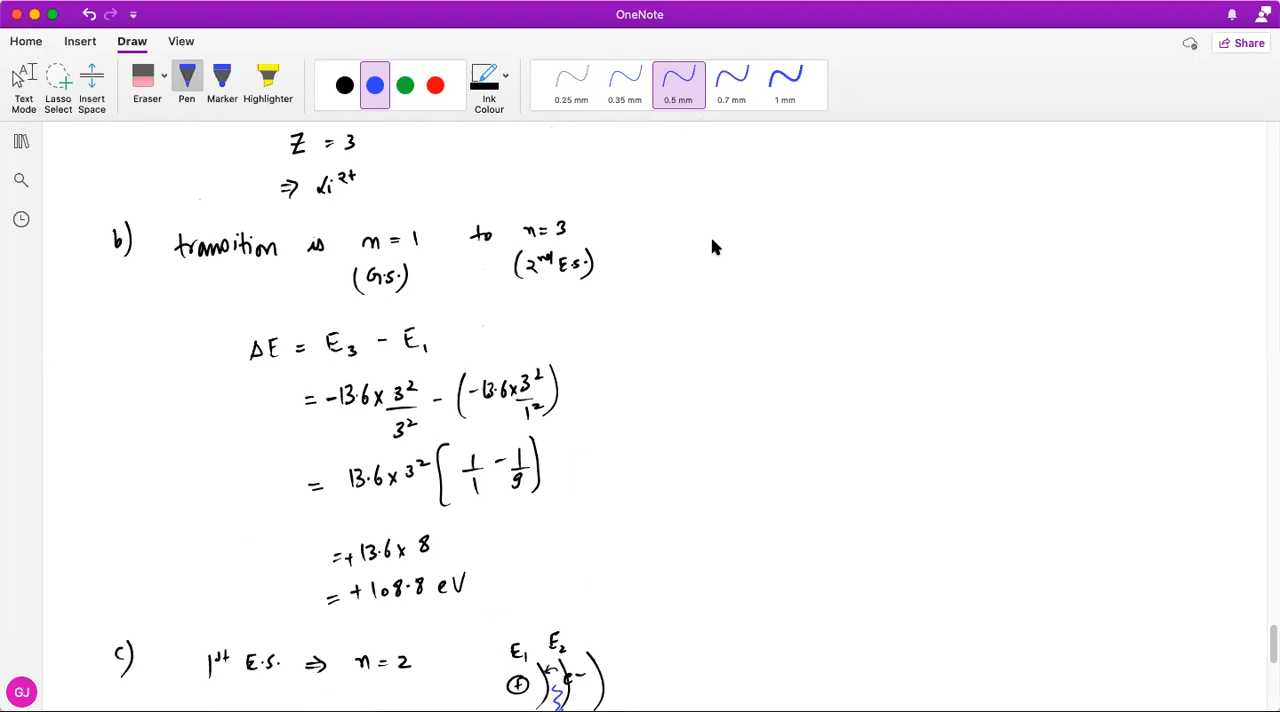 OneNote
Home Insert Draw View
Share
Text Mode
Lasso Select
Insert Space
Eraser
Pen
Marker
Highlighter
Ink Colour
0.25 mm
0.35 mm
0.5 mm
0.7 mm
1 mm
Z = 3
⇒ Li²⁺
b) transition is n = 1 to n = 3
(G.S.) (2nd E.S.)
ΔE = E₃ - E₁
= -13.6 × 3²/3² - (-13.6 × 3²/1²)
= 13.6 × 3² [1/1 - 1/9]
= +13.6 × 8
= +108.8 eV
c) 1st E.S. ⇒ n = 2
E₁ E₂
+ e-
GJ